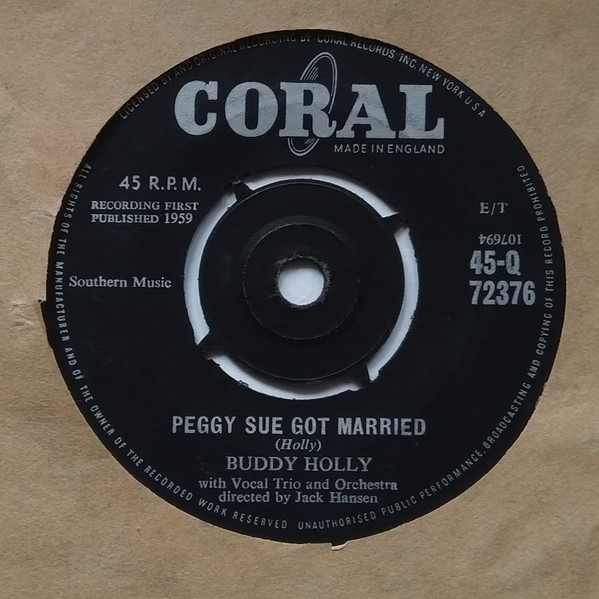 LICENSED BY AND ORIGINAL RECORDING BY CORAL RECORDS INC. NEW YORK U S A
CORAL
MADE IN ENGLAND
45 R.P.M.
RECORDING FIRST
PUBLISHED 1959
E/T
107694
45-Q
72376
Southern Music
PEGGY SUE GOT MARRIED
(Holly)
BUDDY HOLLY
with Vocal Trio and Orchestra
directed by Jack Hansen
ALL RIGHTS OF THE MANUFACTURER AND OF THE OWNER OF THE RECORDED WORK RESERVED · UNAUTHORISED PUBLIC PERFORMANCE, BROADCASTING AND COPYING OF THIS RECORD PROHIBITED